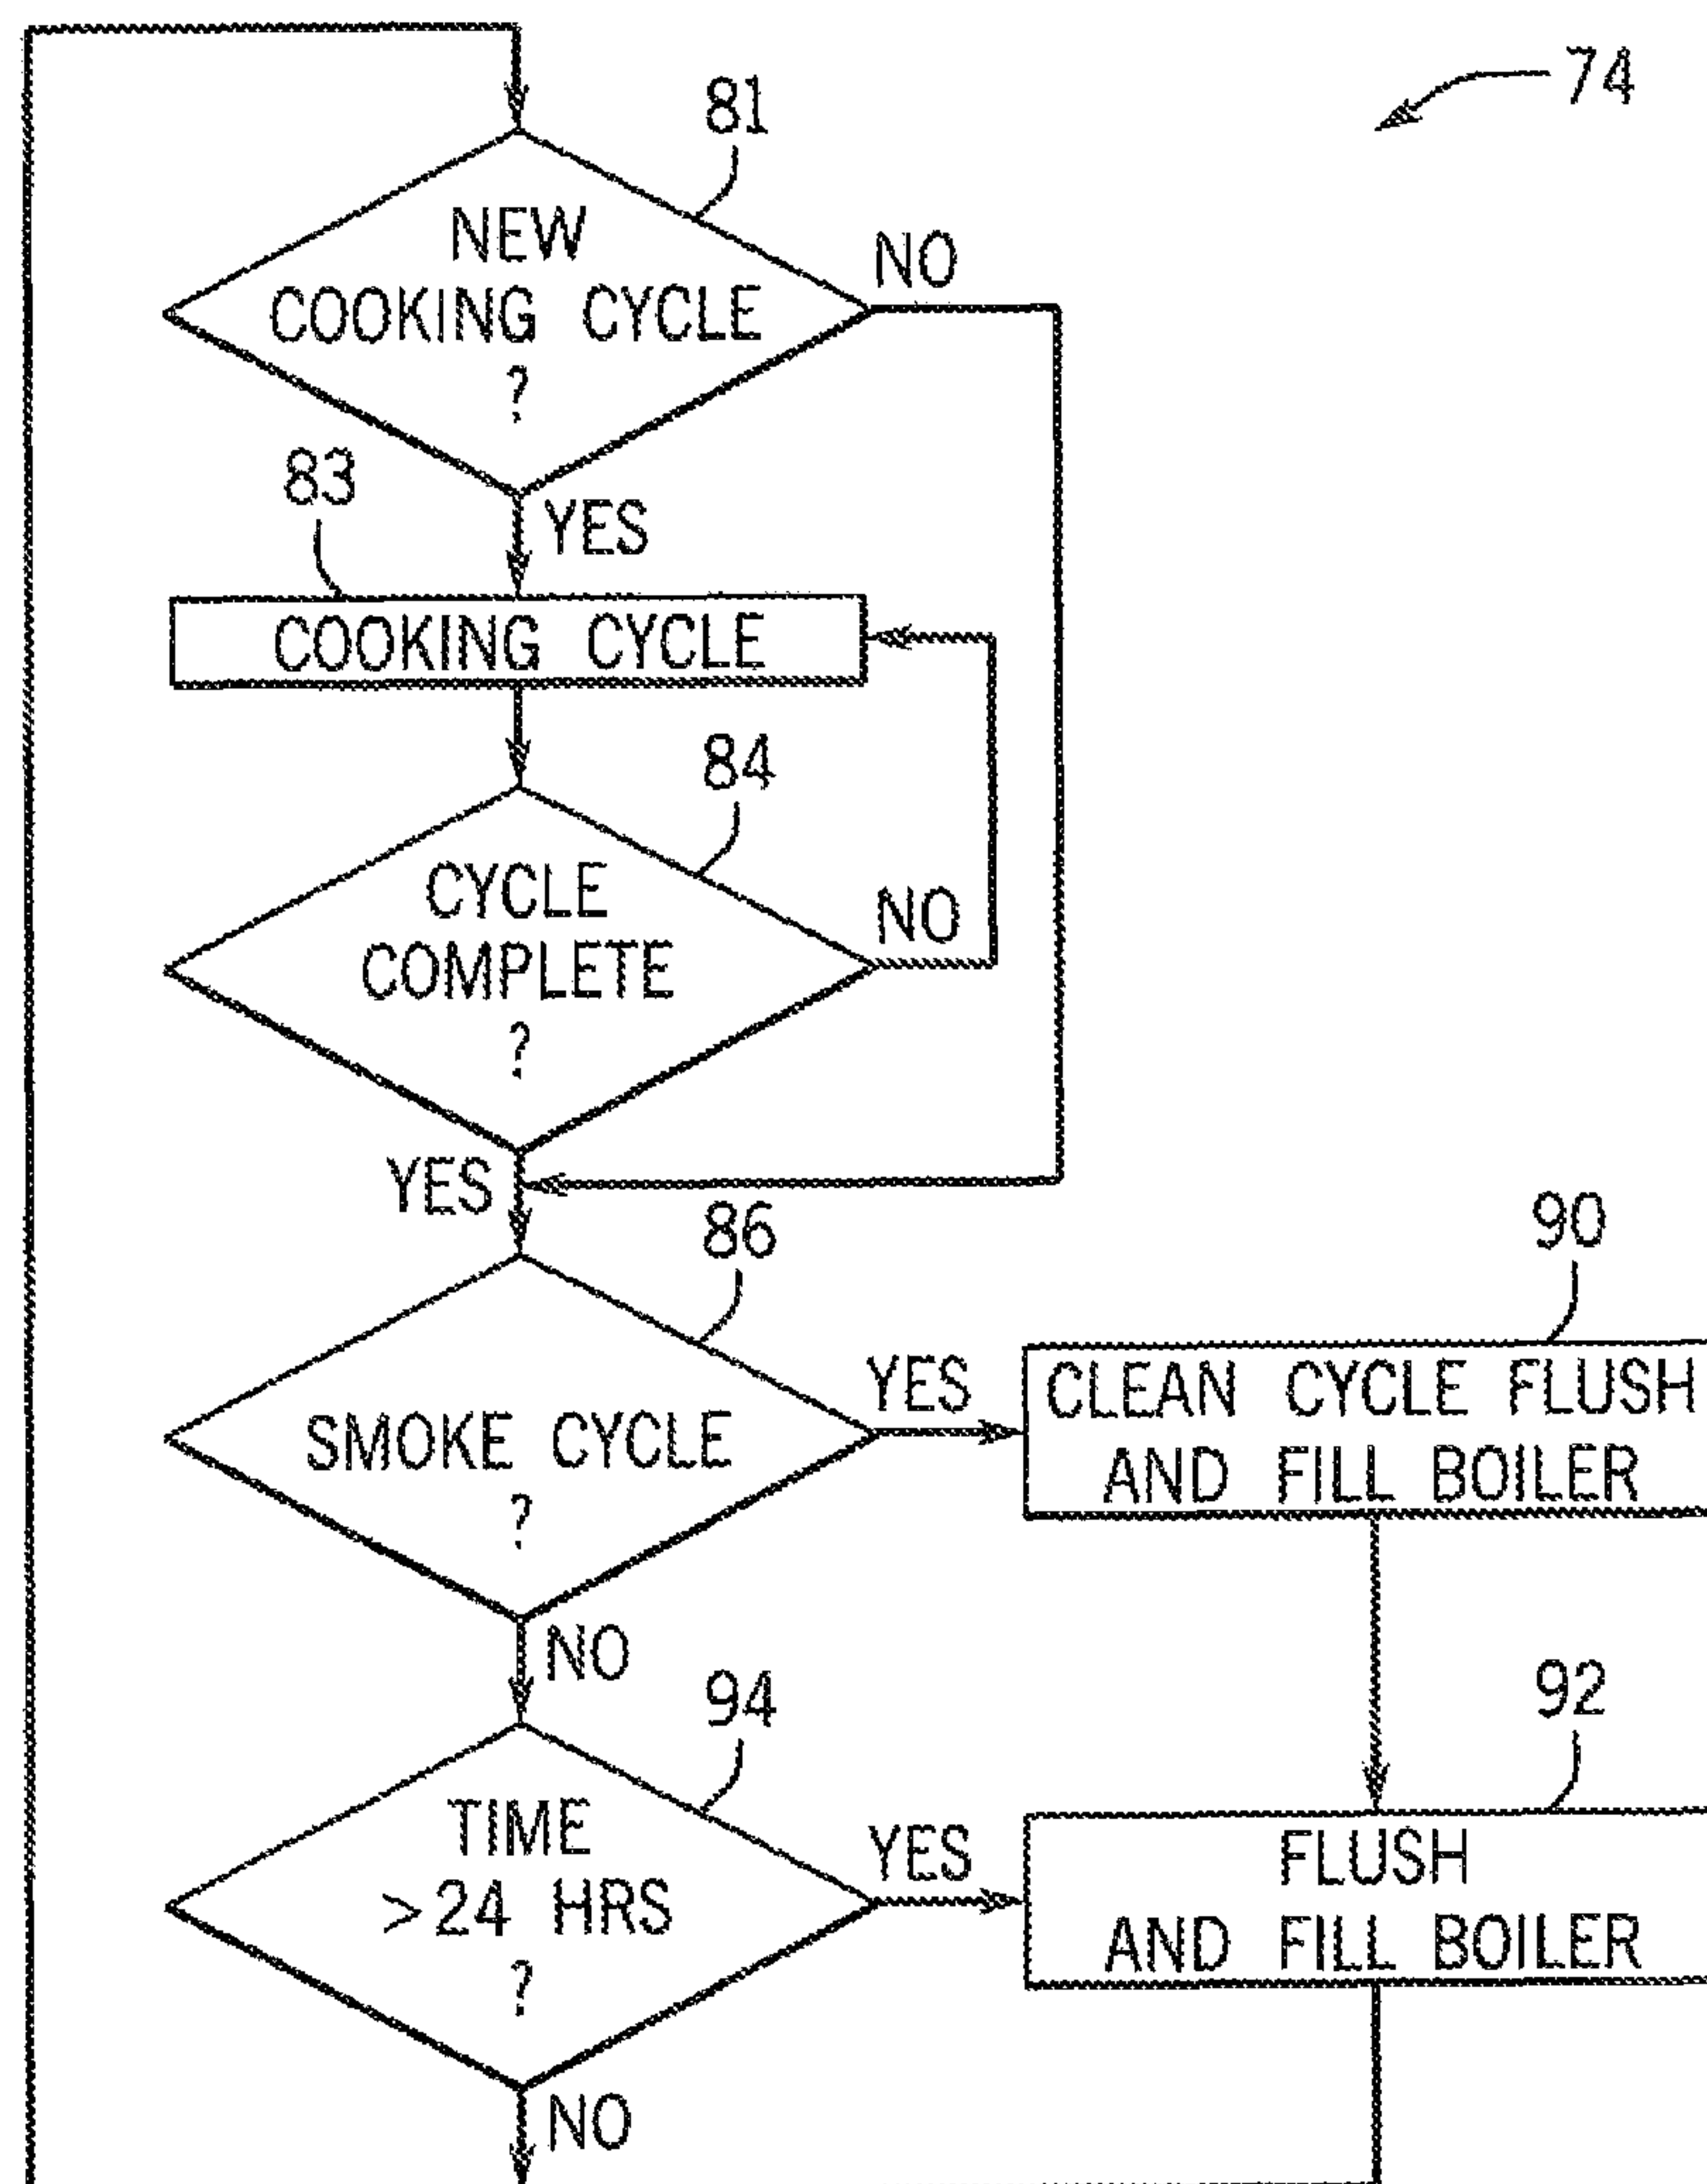 74
81
NEW
COOKING CYCLE
?
NO
YES
83
COOKING CYCLE
84
CYCLE
COMPLETE
?
NO
YES
86
SMOKE CYCLE
?
YES
90
CLEAN CYCLE FLUSH
AND FILL BOILER
NO
94
TIME
>24 HRS
?
YES
92
FLUSH
AND FILL BOILER
NO